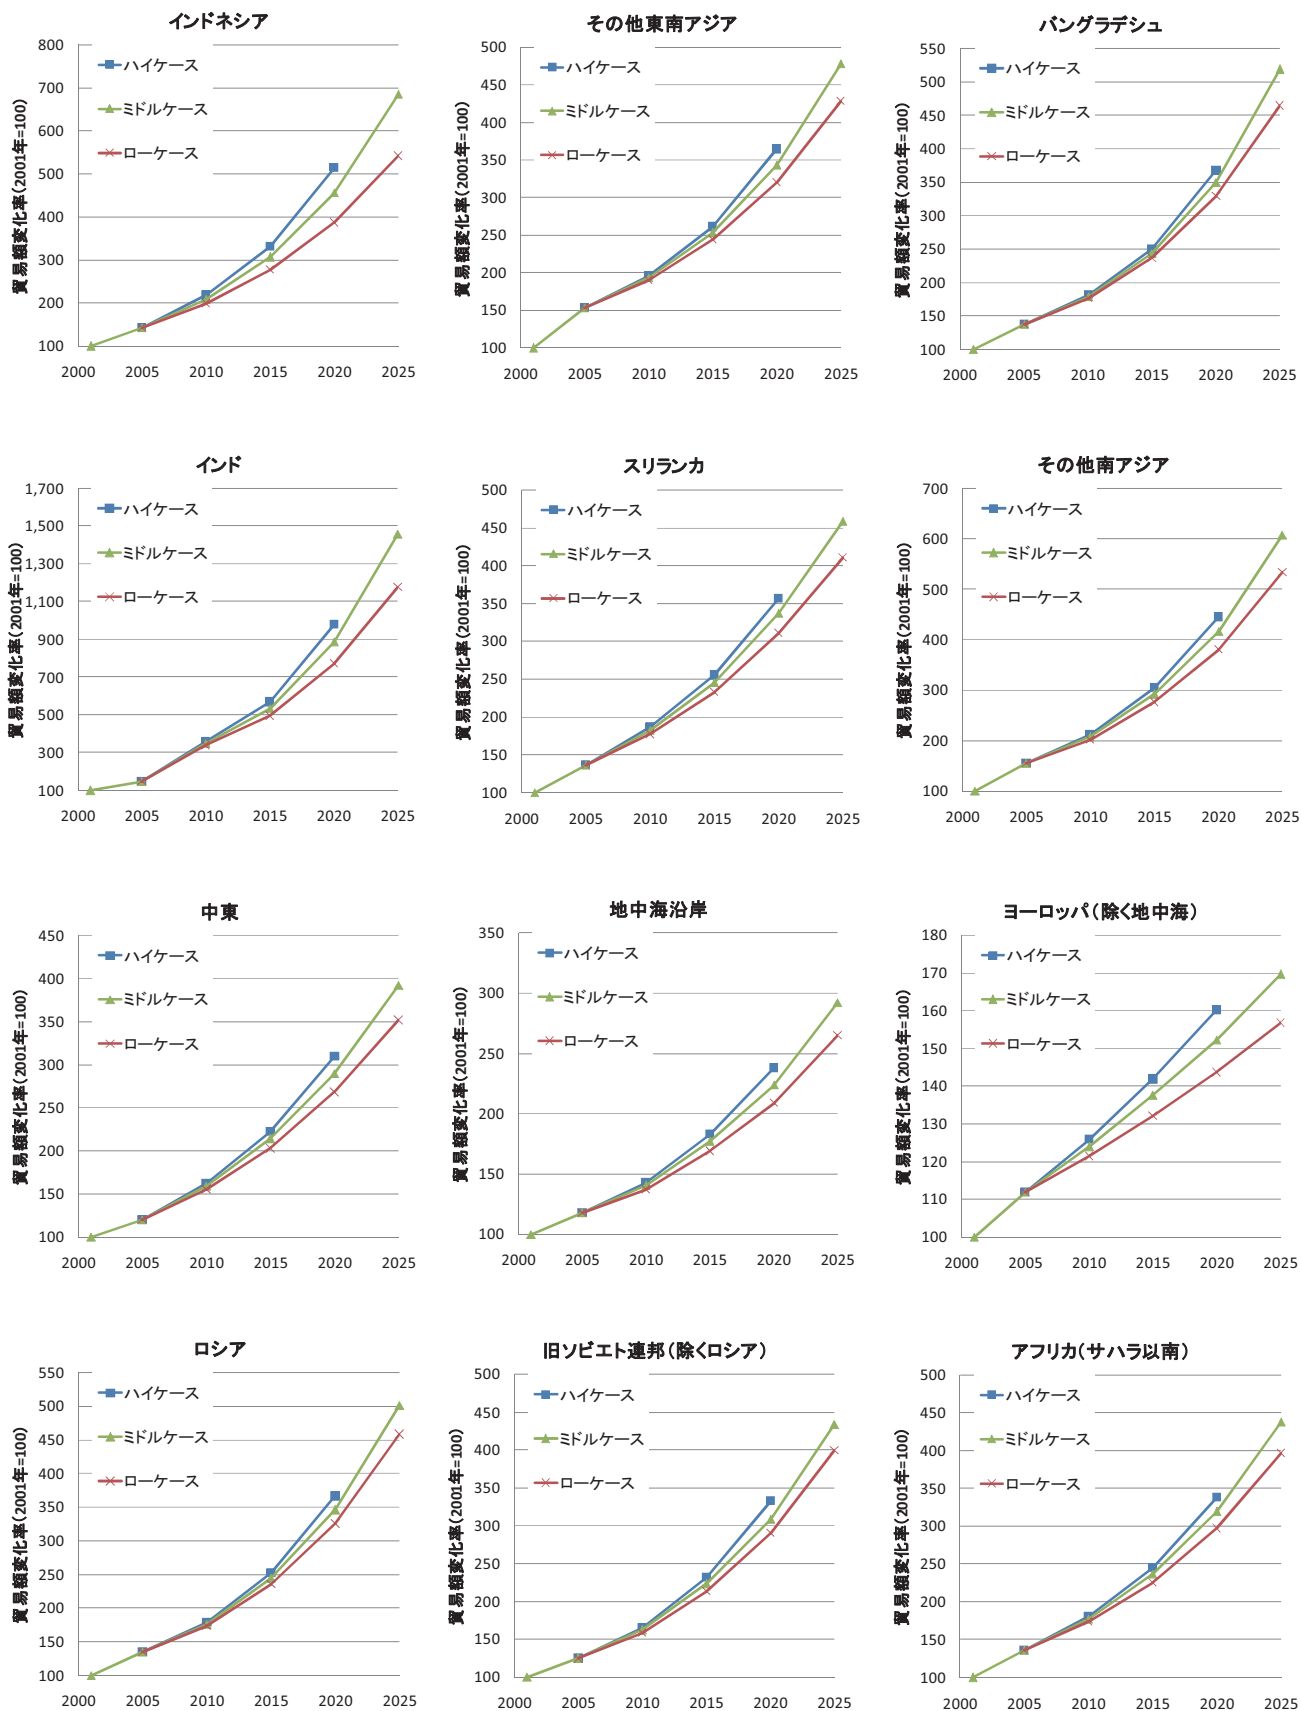 インドネシア
貿易額変化率(2001年=100)
800
700
600
500
400
300
200
100
ハイケース
ミドルケース
ローケース
2000 2005 2010 2015 2020 2025
その他東南アジア
貿易額変化率(2001年=100)
500
450
400
350
300
250
200
150
100
ハイケース
ミドルケース
ローケース
2000 2005 2010 2015 2020 2025
バングラデシュ
貿易額変化率(2001年=100)
550
500
450
400
350
300
250
200
150
100
ハイケース
ミドルケース
ローケース
2000 2005 2010 2015 2020 2025
インド
貿易額変化率(2001年=100)
1,700
1,500
1,300
1,100
900
700
500
300
100
ハイケース
ミドルケース
ローケース
2000 2005 2010 2015 2020 2025
スリランカ
貿易額変化率(2001年=100)
500
450
400
350
300
250
200
150
100
ハイケース
ミドルケース
ローケース
2000 2005 2010 2015 2020 2025
その他南アジア
貿易額変化率(2001年=100)
700
600
500
400
300
200
100
ハイケース
ミドルケース
ローケース
2000 2005 2010 2015 2020 2025
中東
貿易額変化率(2001年=100)
450
400
350
300
250
200
150
100
ハイケース
ミドルケース
ローケース
2000 2005 2010 2015 2020 2025
地中海沿岸
貿易額変化率(2001年=100)
350
300
250
200
150
100
ハイケース
ミドルケース
ローケース
2000 2005 2010 2015 2020 2025
ヨーロッパ(除く地中海)
貿易額変化率(2001年=100)
180
170
160
150
140
130
120
110
100
ハイケース
ミドルケース
ローケース
2000 2005 2010 2015 2020 2025
ロシア
貿易額変化率(2001年=100)
550
500
450
400
350
300
250
200
150
100
ハイケース
ミドルケース
ローケース
2000 2005 2010 2015 2020 2025
旧ソビエト連邦(除くロシア)
貿易額変化率(2001年=100)
500
450
400
350
300
250
200
150
100
ハイケース
ミドルケース
ローケース
2000 2005 2010 2015 2020 2025
アフリカ(サハラ以南)
貿易額変化率(2001年=100)
500
450
400
350
300
250
200
150
100
ハイケース
ミドルケース
ローケース
2000 2005 2010 2015 2020 2025